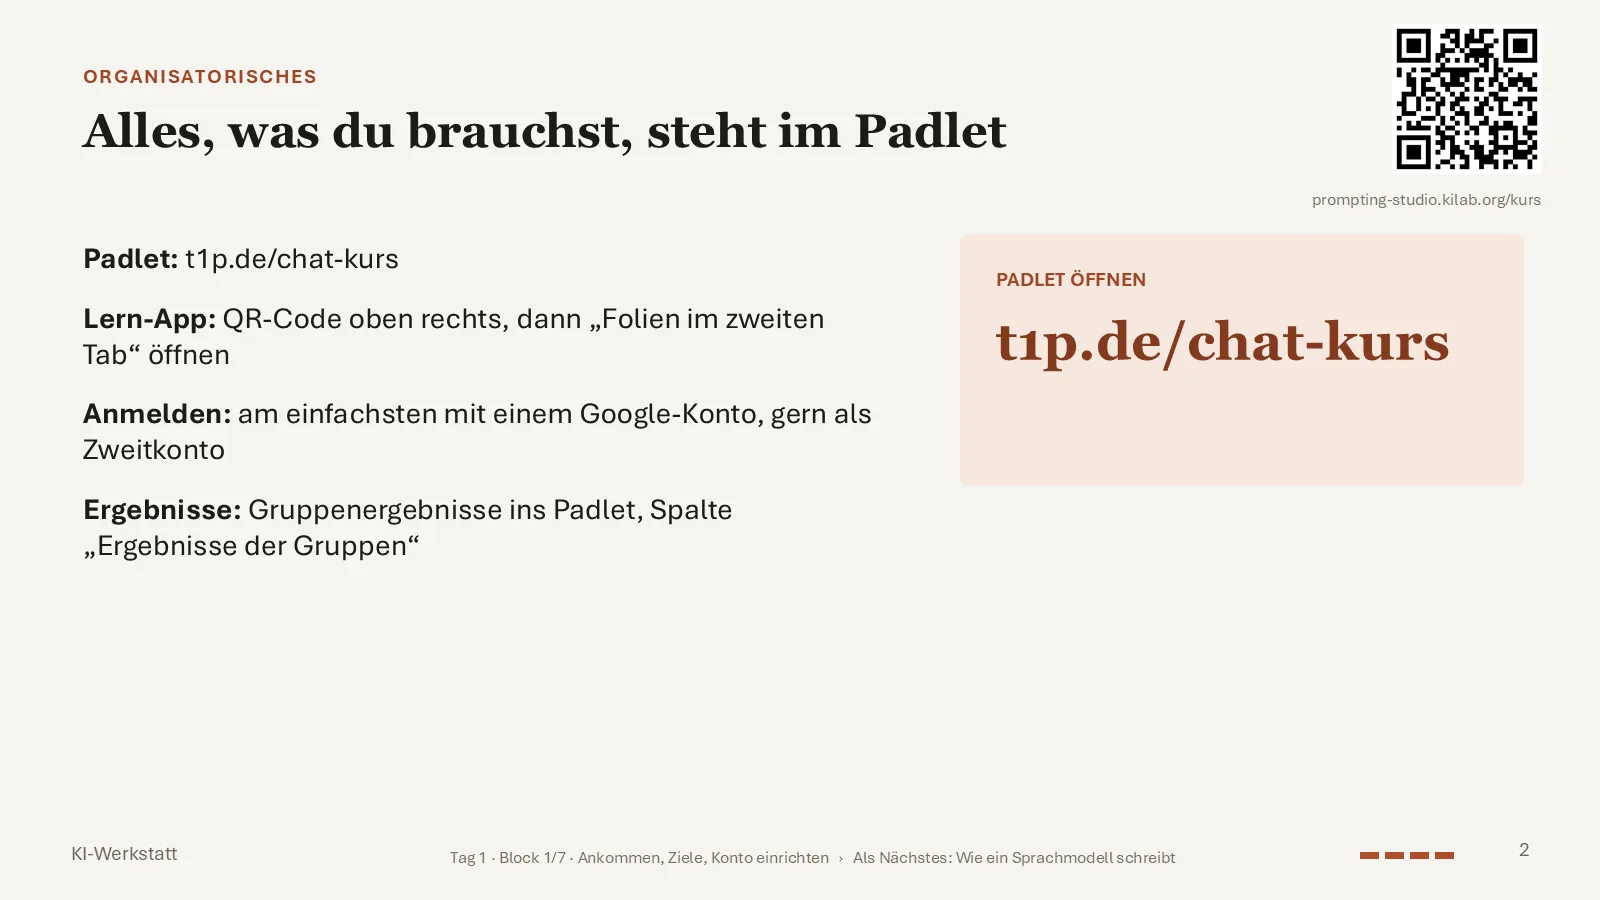 ORGANISATORISCHES
Alles, was du brauchst, steht im Padlet
prompting-studio.kilab.org/kurs
Padlet: t1p.de/chat-kurs
Lern-App: QR-Code oben rechts, dann „Folien im zweiten
Tab“ öffnen
Anmelden: am einfachsten mit einem Google-Konto, gern als
Zweitkonto
Ergebnisse: Gruppenergebnisse ins Padlet, Spalte
„Ergebnisse der Gruppen“
PADLET ÖFFNEN
t1p.de/chat-kurs
KI-Werkstatt
Tag 1 · Block 1/7 · Ankommen, Ziele, Konto einrichten › Als Nächstes: Wie ein Sprachmodell schreibt
2